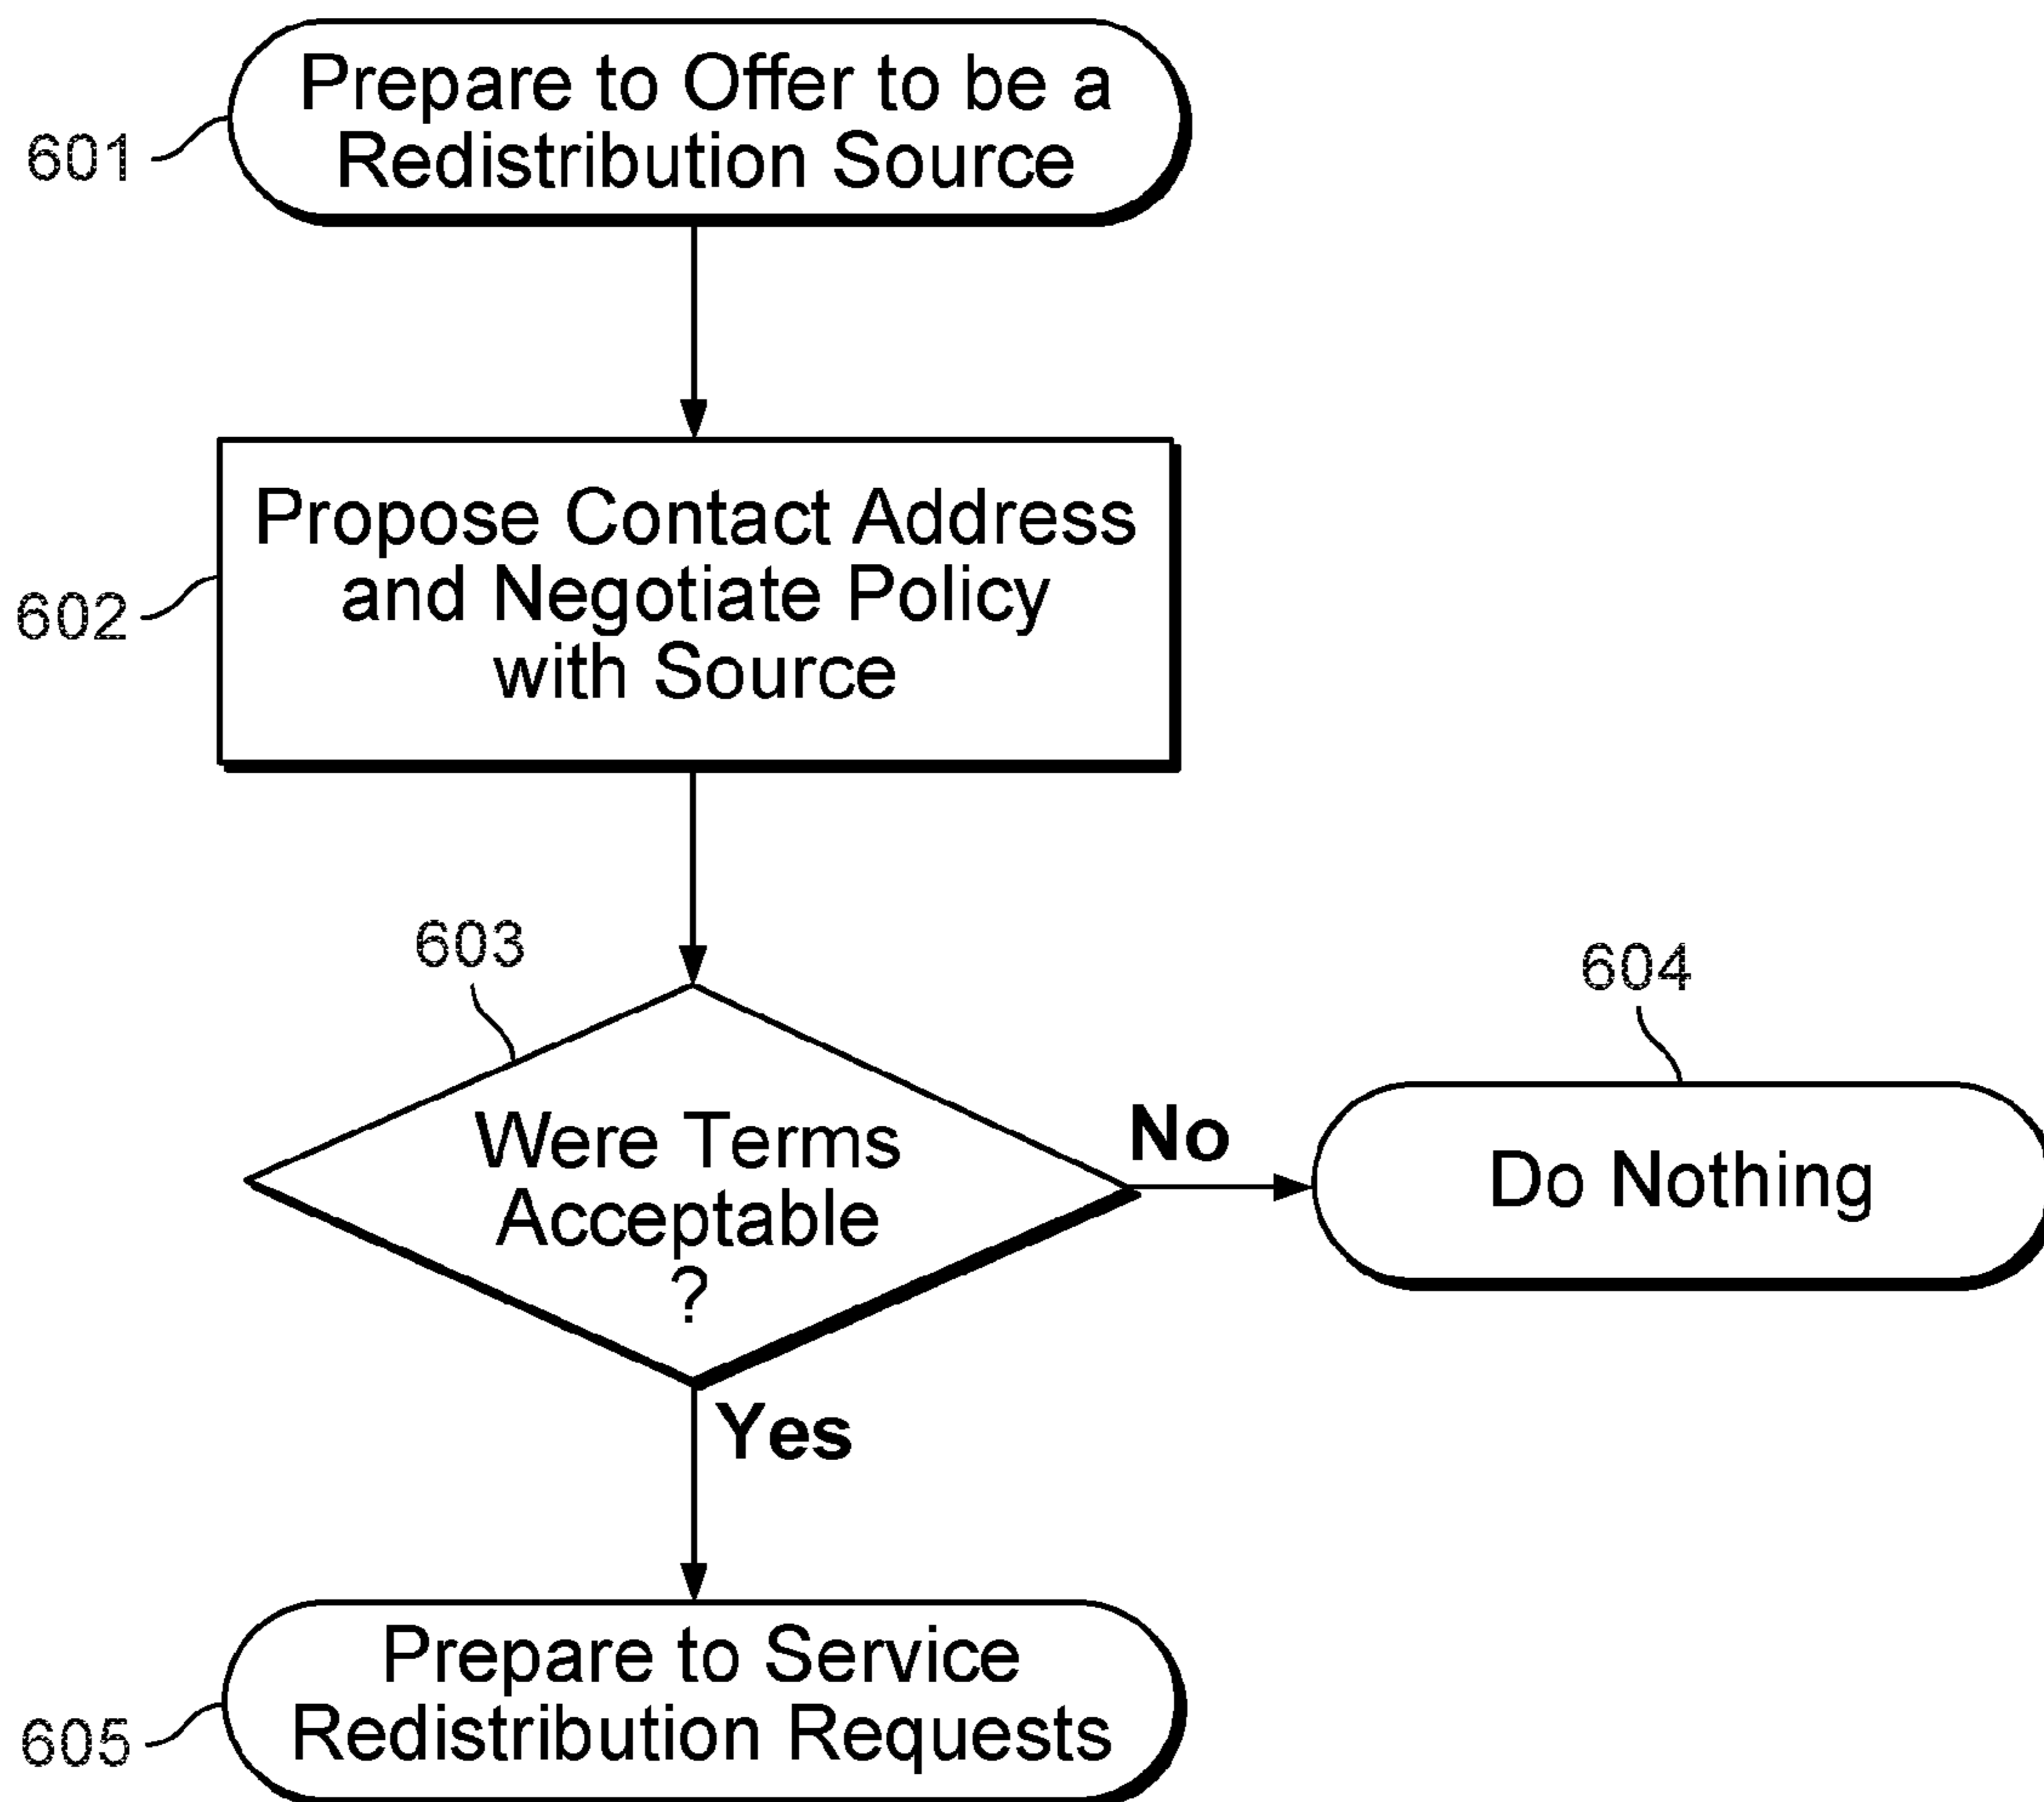 Prepare to Offer to be a
Redistribution Source
601
Propose Contact Address
and Negotiate Policy
with Source
602
603
Were Terms
Acceptable
?
No
604
Do Nothing
Yes
Prepare to Service
Redistribution Requests
605